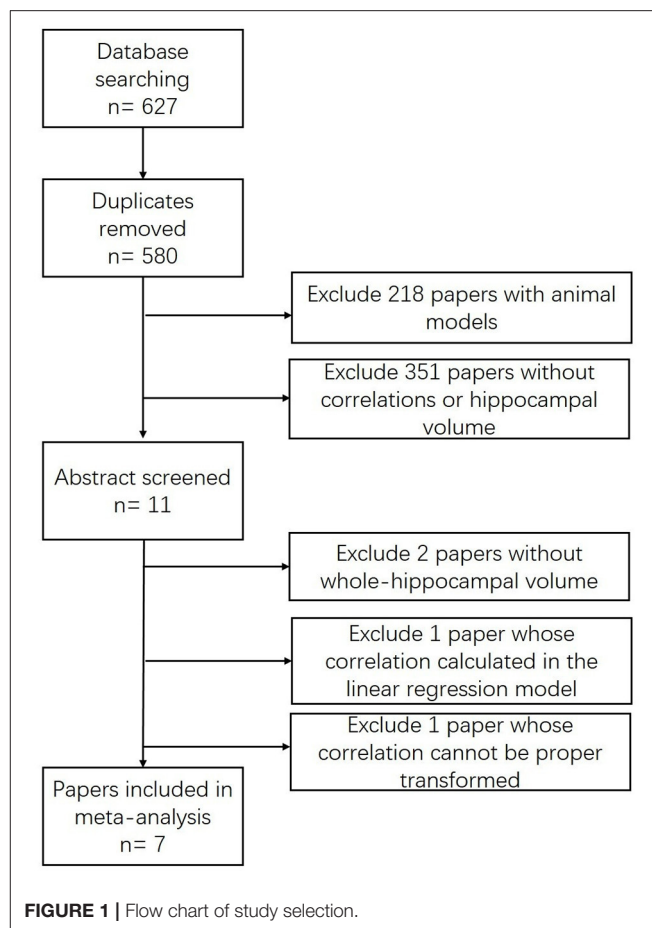 Database
searching
n= 627
Duplicates
removed
n= 580
Exclude 218 papers with animal
models
Exclude 351 papers without
correlations or hippocampal
volume
Abstract screened
n= 11
Exclude 2 papers without
whole-hippocampal volume
Exclude 1 paper whose
correlation calculated in the
linear regression model
Exclude 1 paper whose
correlation cannot be proper
transformed
Papers included in
meta-analysis
n= 7
FIGURE 1 | Flow chart of study selection.